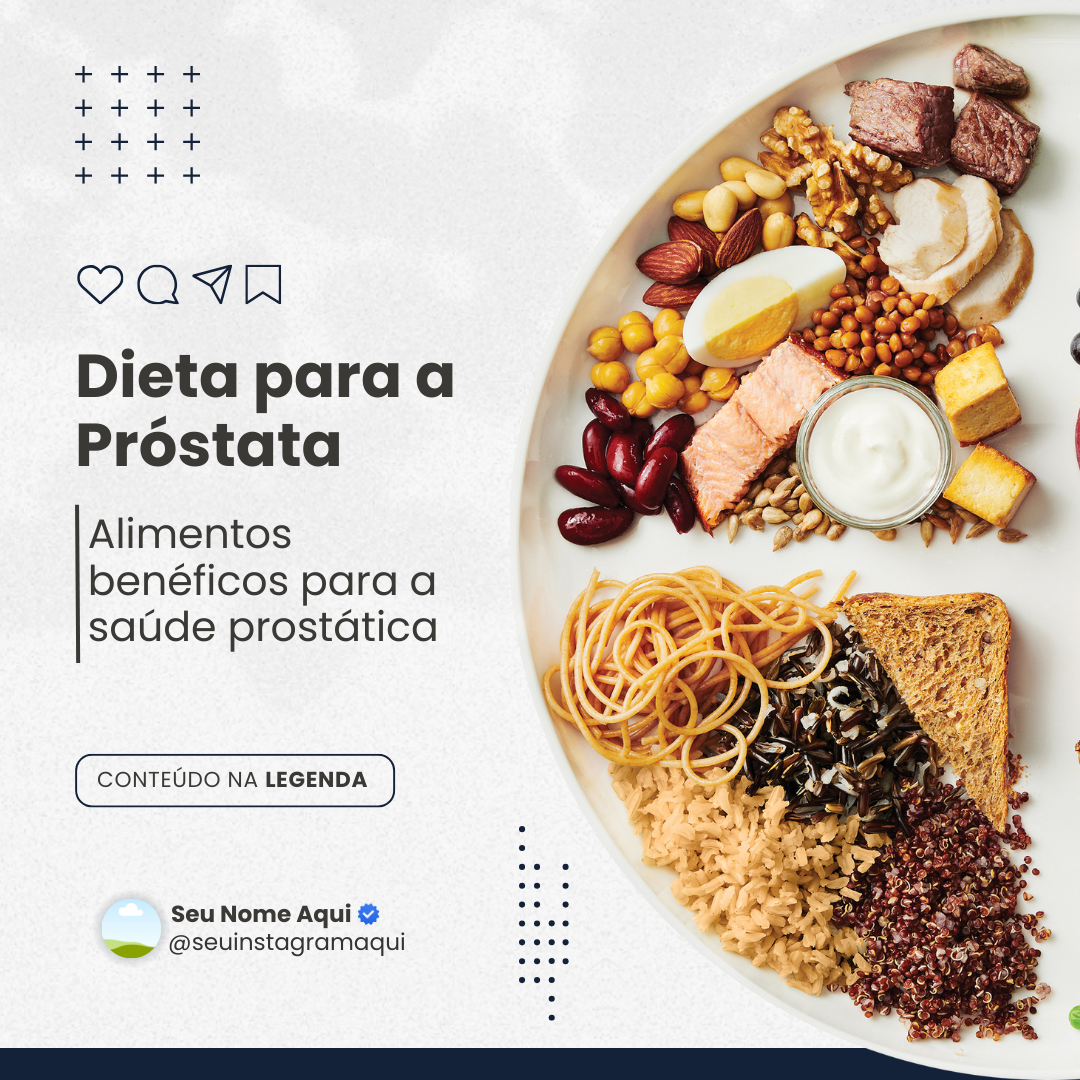 Dieta para a
Próstata
Alimentos
benéficos para a
saúde prostática
CONTEÚDO NA LEGENDA
Seu Nome Aqui
@seuinstagramaqui